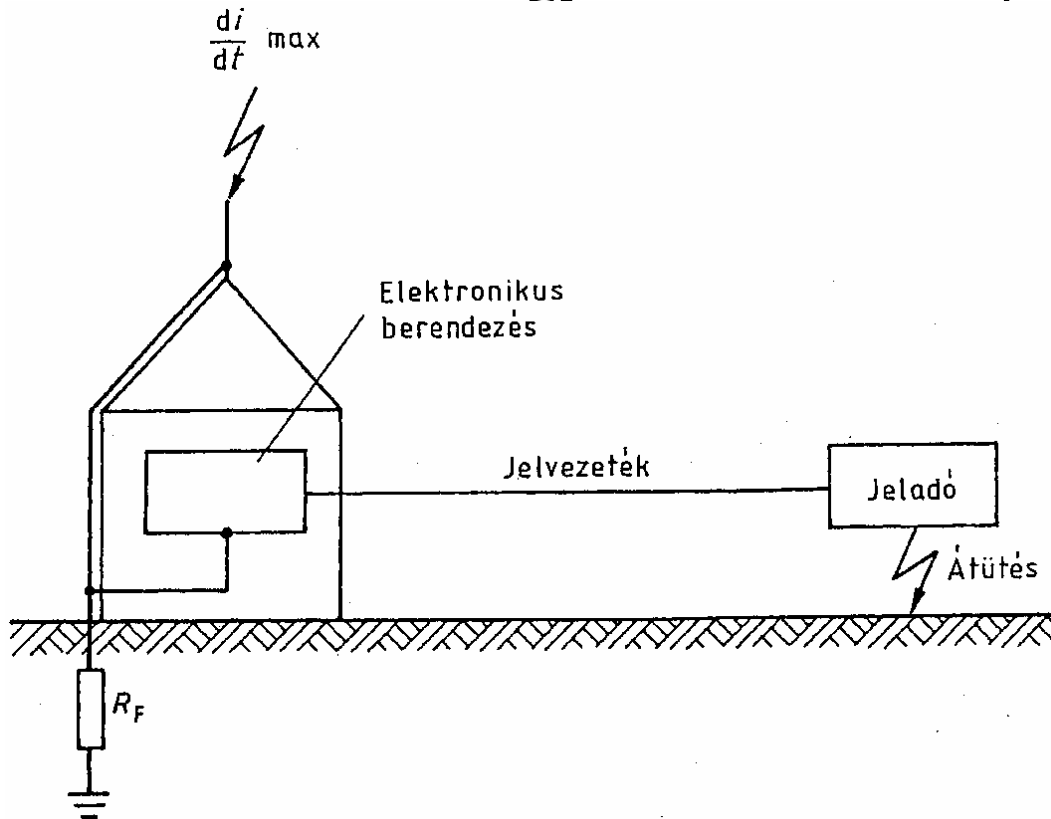 di
dt max
Elektronikus
berendezés
Jelvezeték
Jeladó
Átütés
R_F